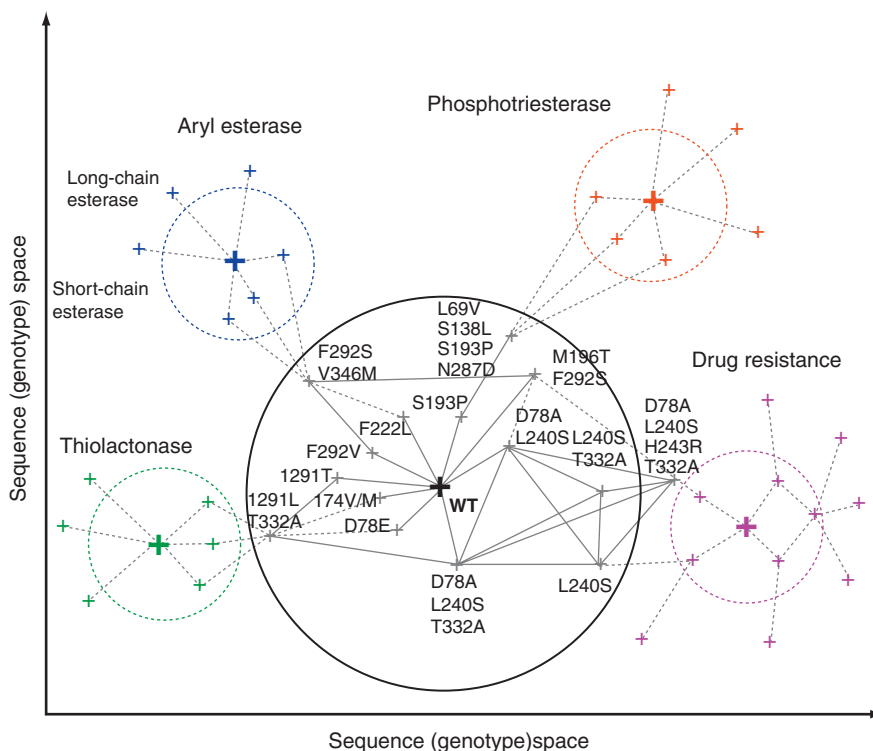 Phosphotriesterase
Aryl esterase
Long-chain
esterase
Short-chain
esterase
L69V
S138L
S193P
N287D
F292S
V346M
M196T
F292S
Drug resistance
S193P
D78A
L240S
L240S
T332A
D78A
L240S
H243R
T332A
F222L
Thiolactonase
F292V
1291T
1291L
T332A
174V/M
WT
D78E
D78A
L240S
T332A
L240S
Sequence (genotype) space
Sequence (genotype)space